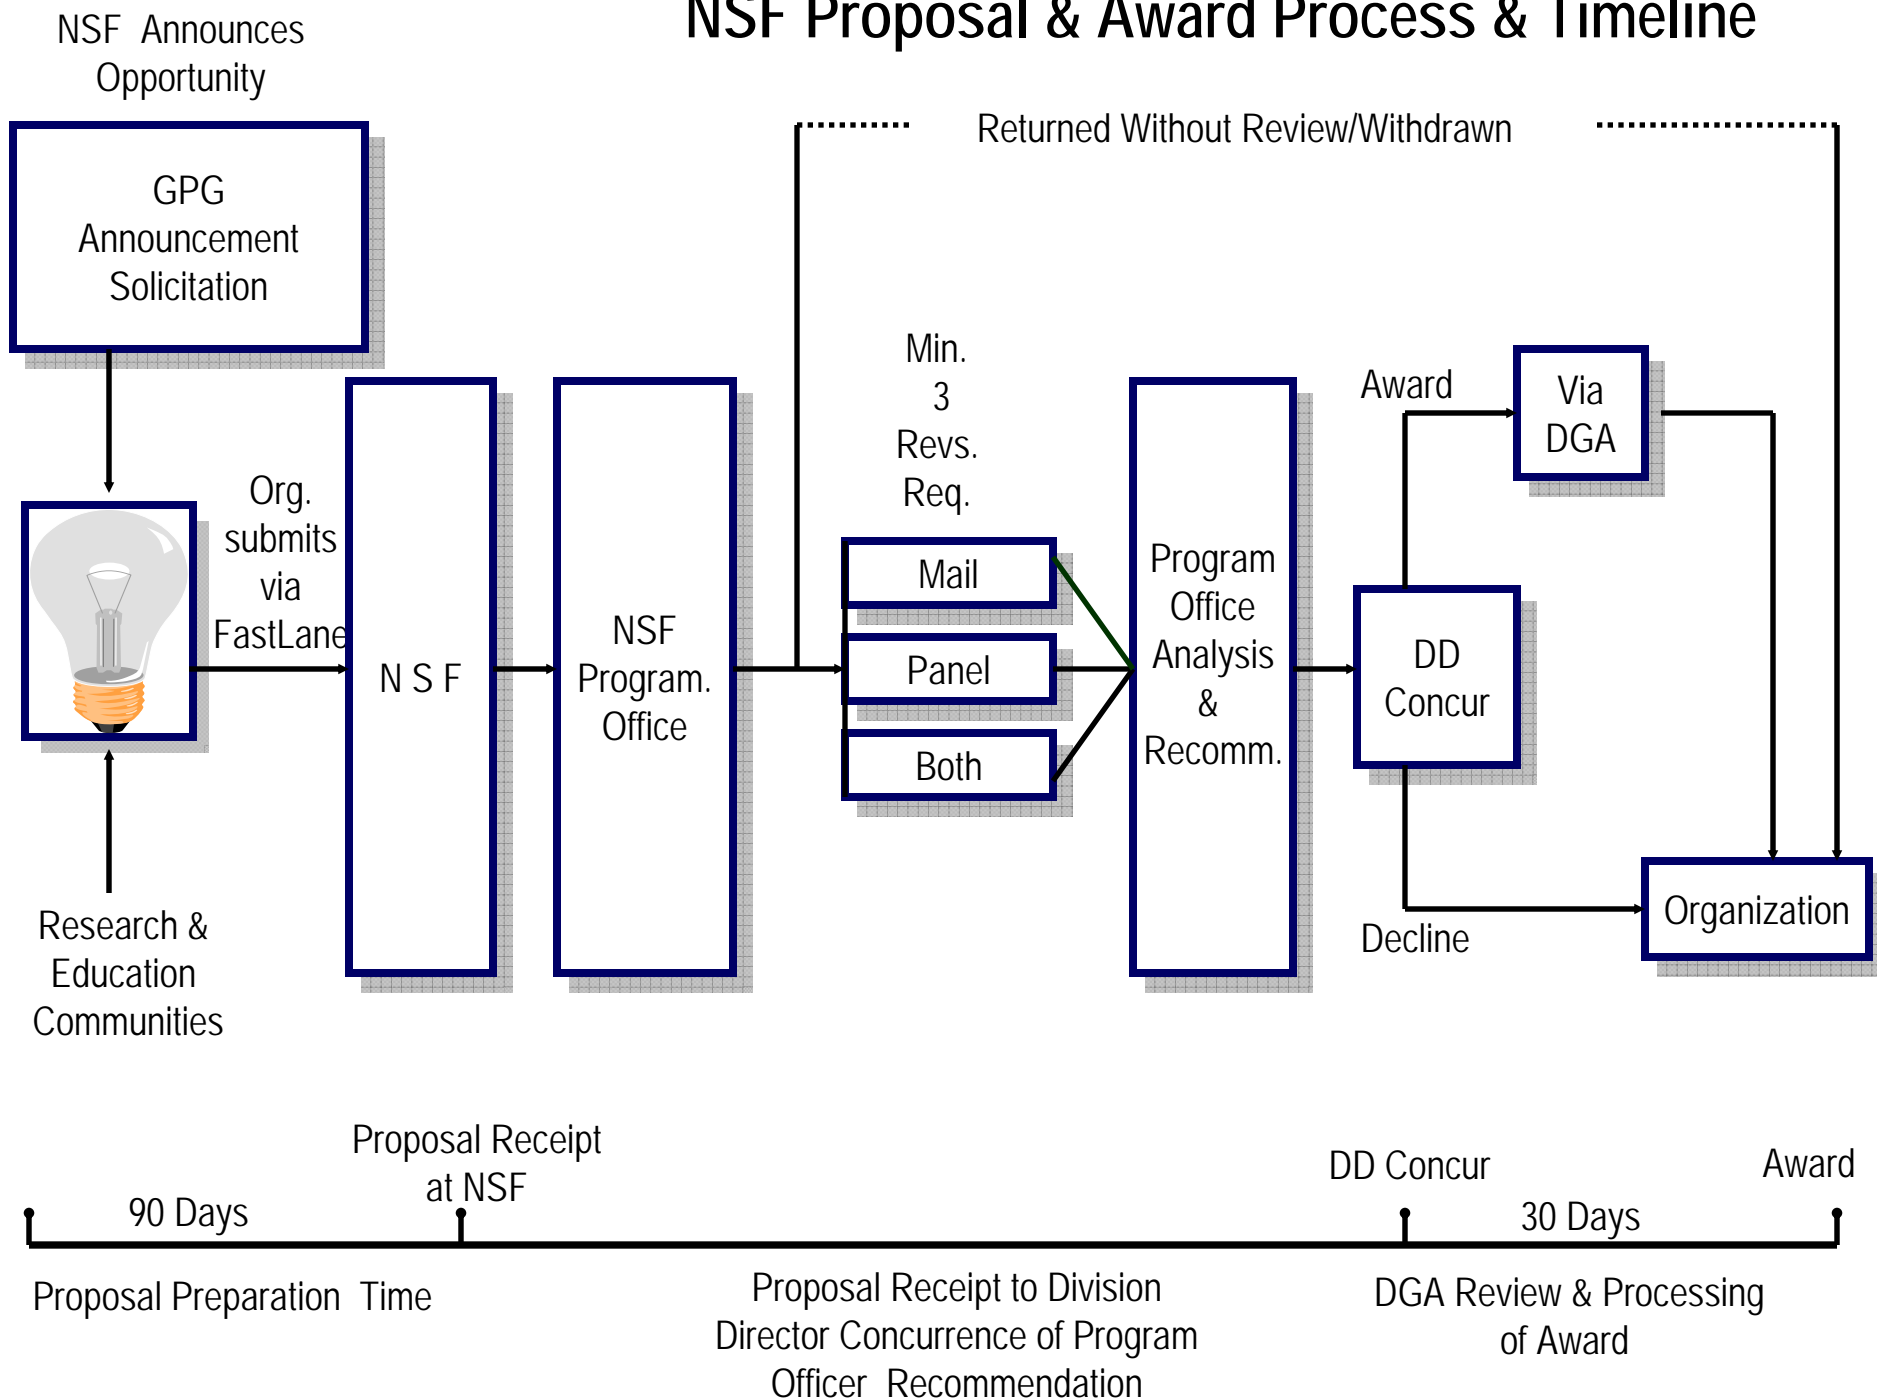 NSF Proposal & Award Process & Timeline
NSF Announces
Opportunity
GPG
Announcement
Solicitation
Returned Without Review/Withdrawn
Org.
submits
via
FastLane
N S F
NSF
Program.
Office
Min.
3
Revs.
Req.
Mail
Panel
Both
Program
Office
Analysis
&
Recomm.
Award
Via
DGA
DD
Concur
Decline
Organization
Research &
Education
Communities
Proposal Receipt
at NSF
DD Concur
Award
90 Days
30 Days
Proposal Preparation Time
Proposal Receipt to Division
Director Concurrence of Program
Officer Recommendation
DGA Review & Processing
of Award